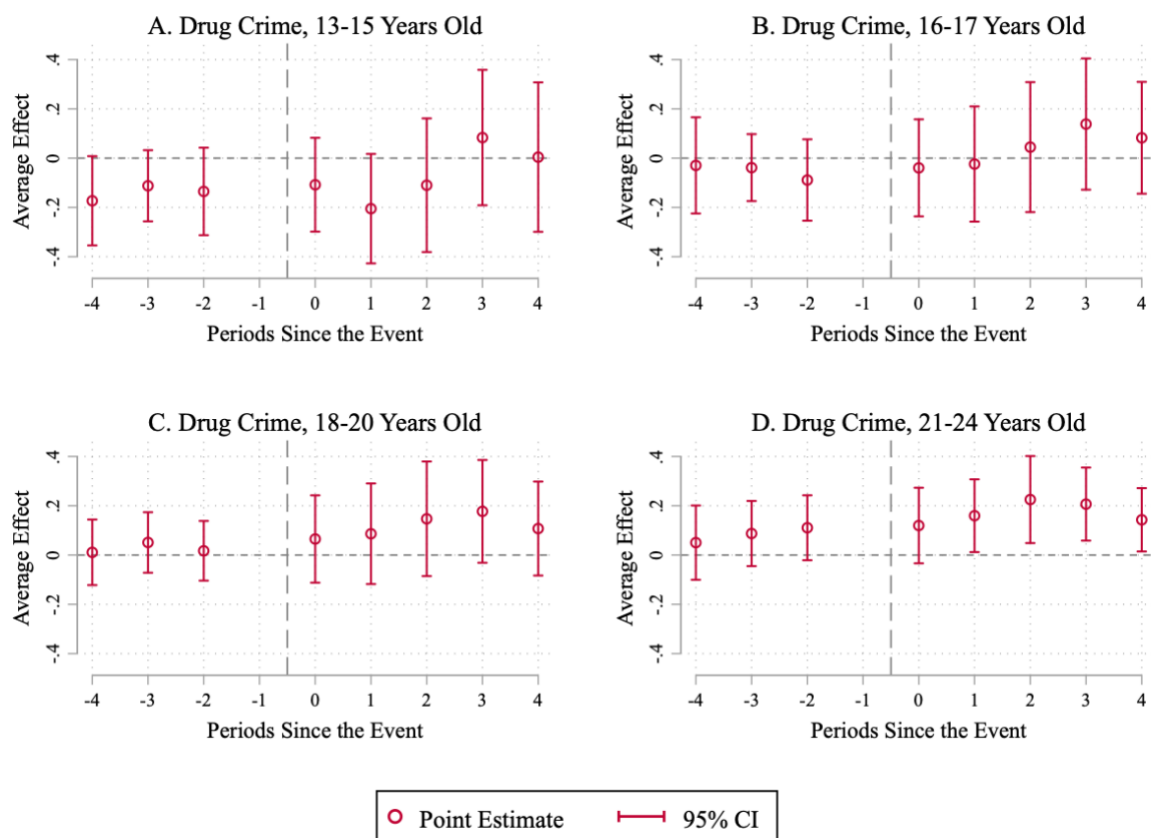 A. Drug Crime, 13-15 Years Old
Average Effect
.4
.2
0
-.2
-.4
-4 -3 -2 -1 0 1 2 3 4
Periods Since the Event
B. Drug Crime, 16-17 Years Old
Average Effect
.4
.2
0
-.2
-.4
-4 -3 -2 -1 0 1 2 3 4
Periods Since the Event
C. Drug Crime, 18-20 Years Old
Average Effect
.4
.2
0
-.2
-.4
-4 -3 -2 -1 0 1 2 3 4
Periods Since the Event
D. Drug Crime, 21-24 Years Old
Average Effect
.4
.2
0
-.2
-.4
-4 -3 -2 -1 0 1 2 3 4
Periods Since the Event
Point Estimate 95% CI